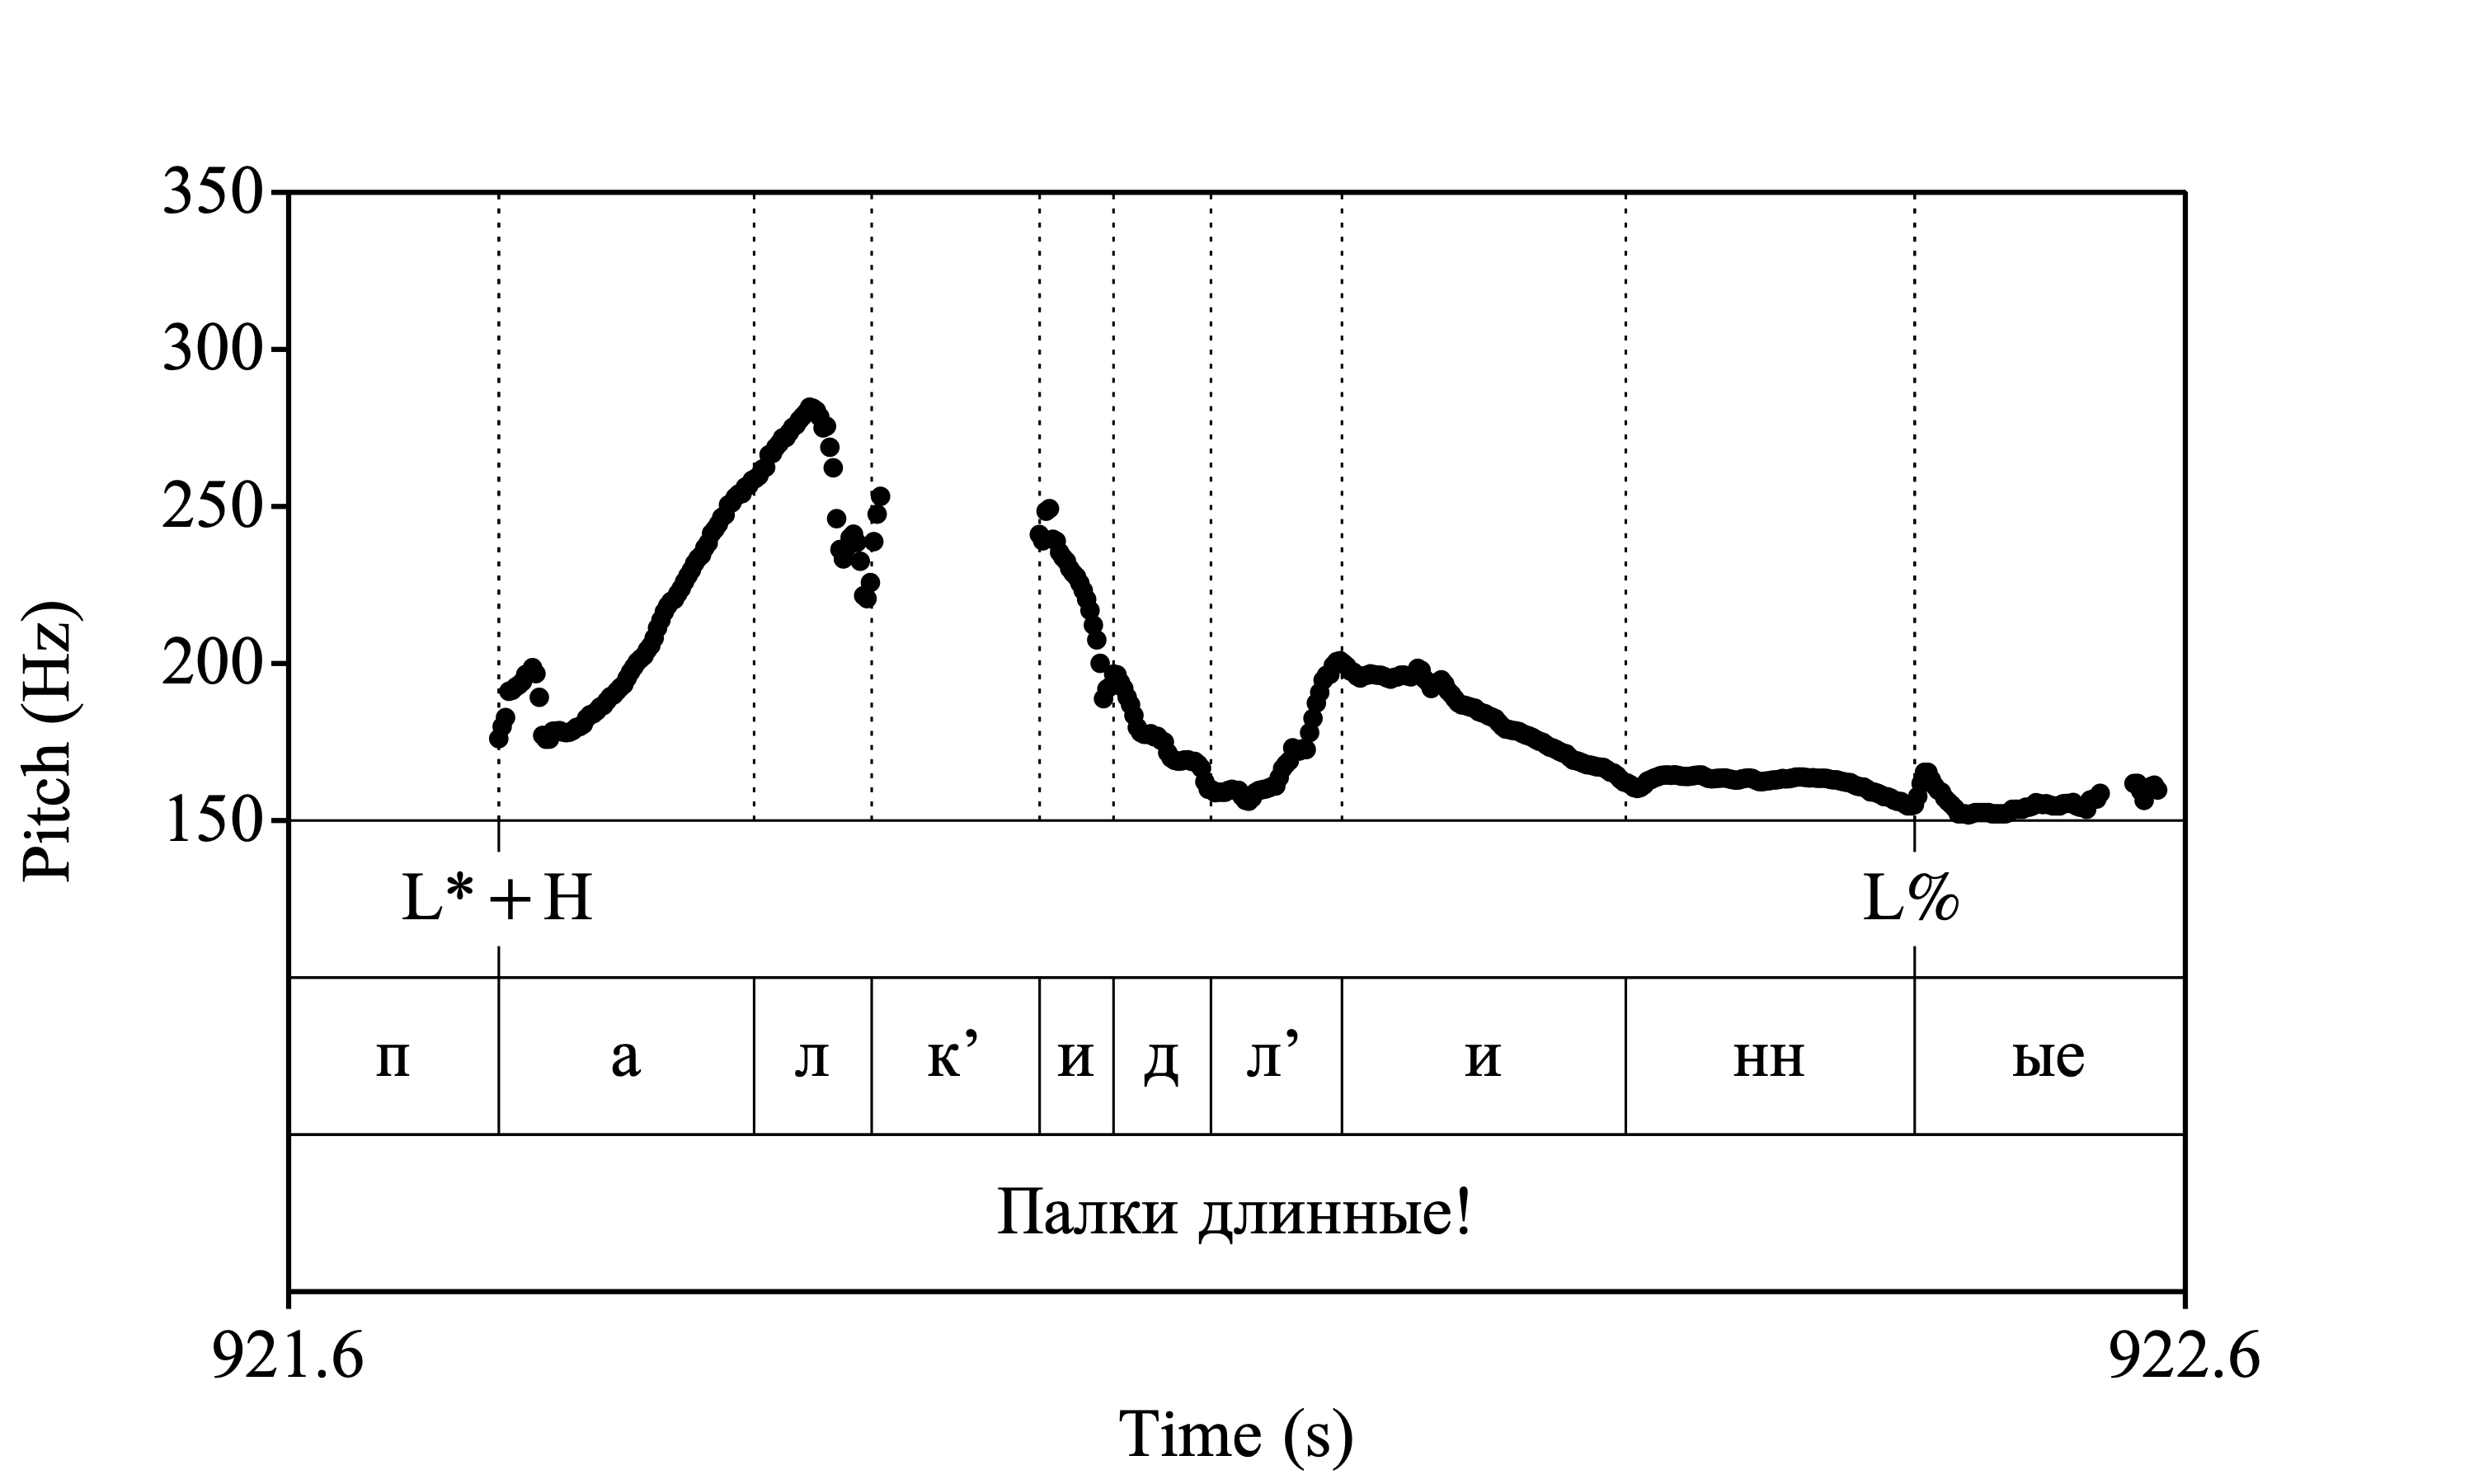 350
300
250
200
150
Pitch (Hz)
L*+H L%
п а л к’ и д л’ и нн ые
Палки длинные!
921.6 922.6
Time (s)